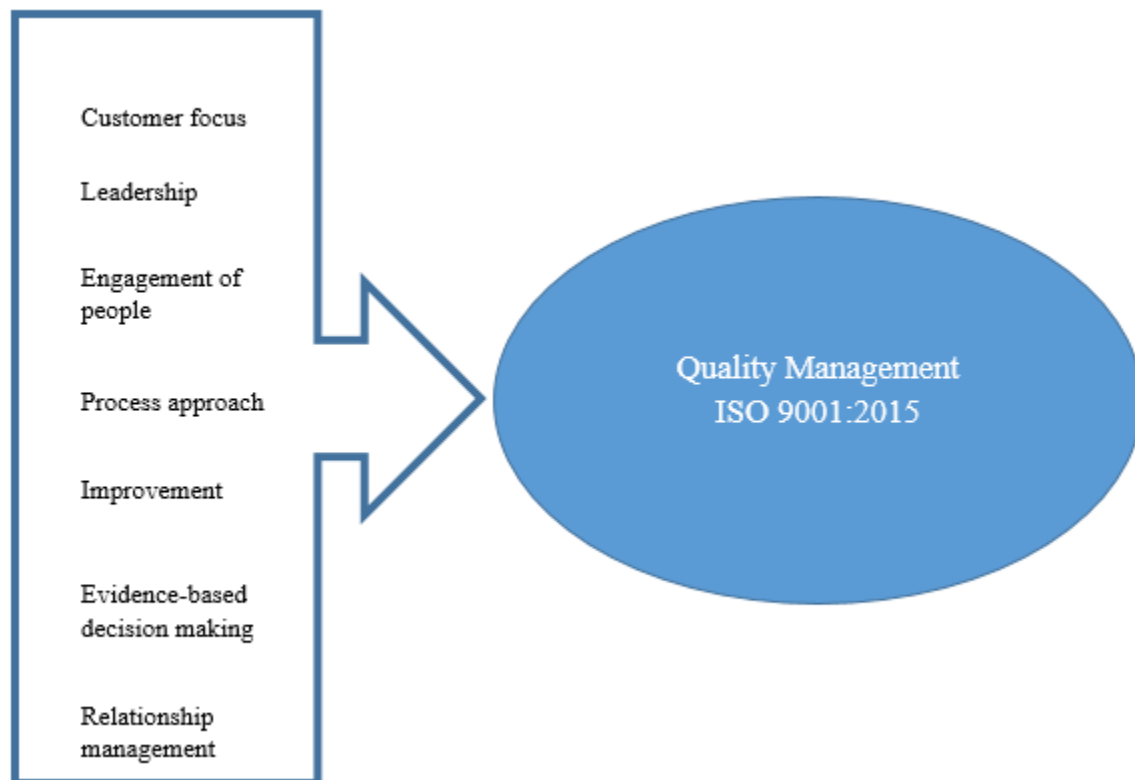 Customer focus
Leadership
Engagement of
people
Process approach
Improvement
Evidence-based
decision making
Relationship
management
Quality Management
ISO 9001:2015